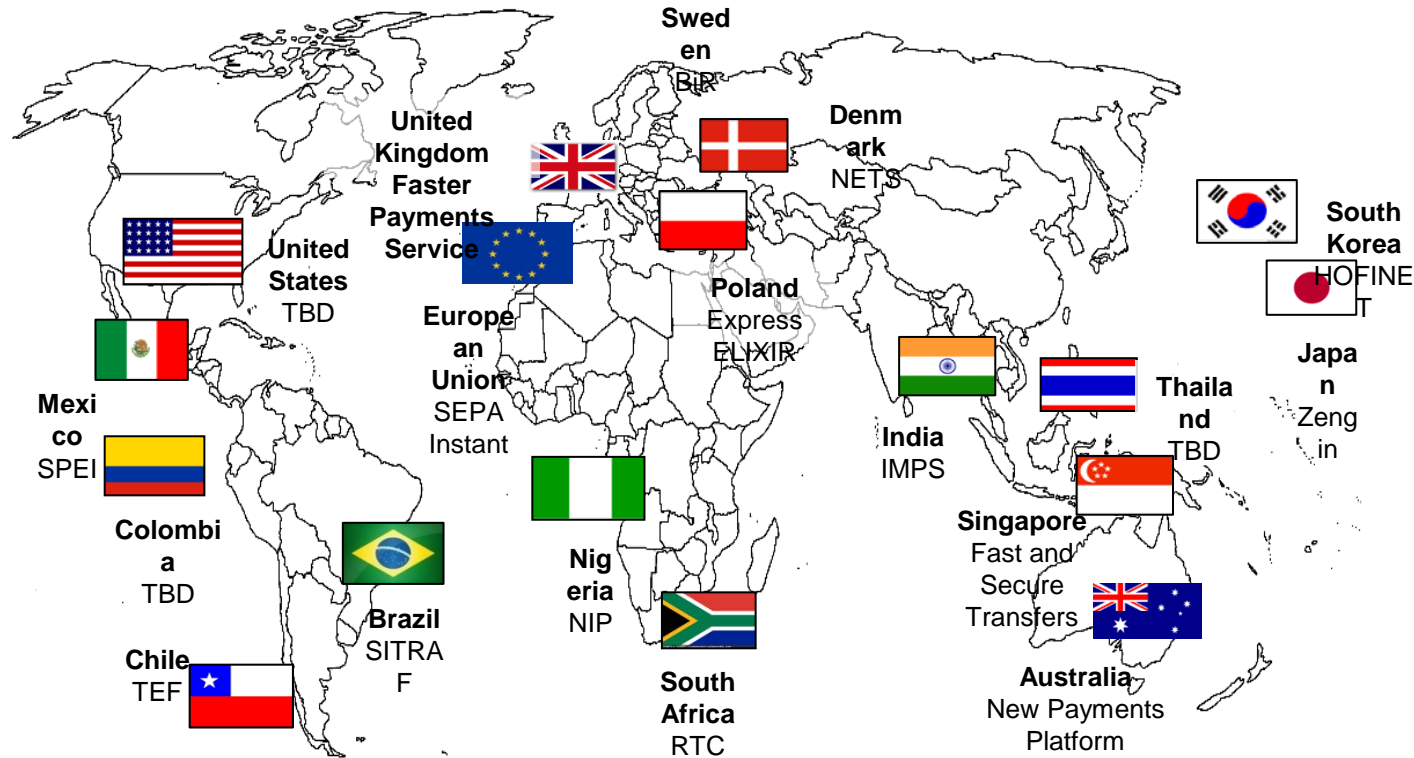 Swed
en
BiR
United
Kingdom
Faster
Payments
Service
Denm
ark
NETS
South
Korea
HOFINE
T
United
States
TBD
Europe
an
Union
SEPA
Instant
Poland
Express
ELIXIR
Japa
n
Zeng
in
Mexi
co
SPEI
India
IMPS
Thaila
nd
TBD
Colombi
a
TBD
Singapore
Fast and
Secure
Transfers
Nig
eria
NIP
Brazil
SITRA
F
Chile
TEF
South
Africa
RTC
Australia
New Payments
Platform